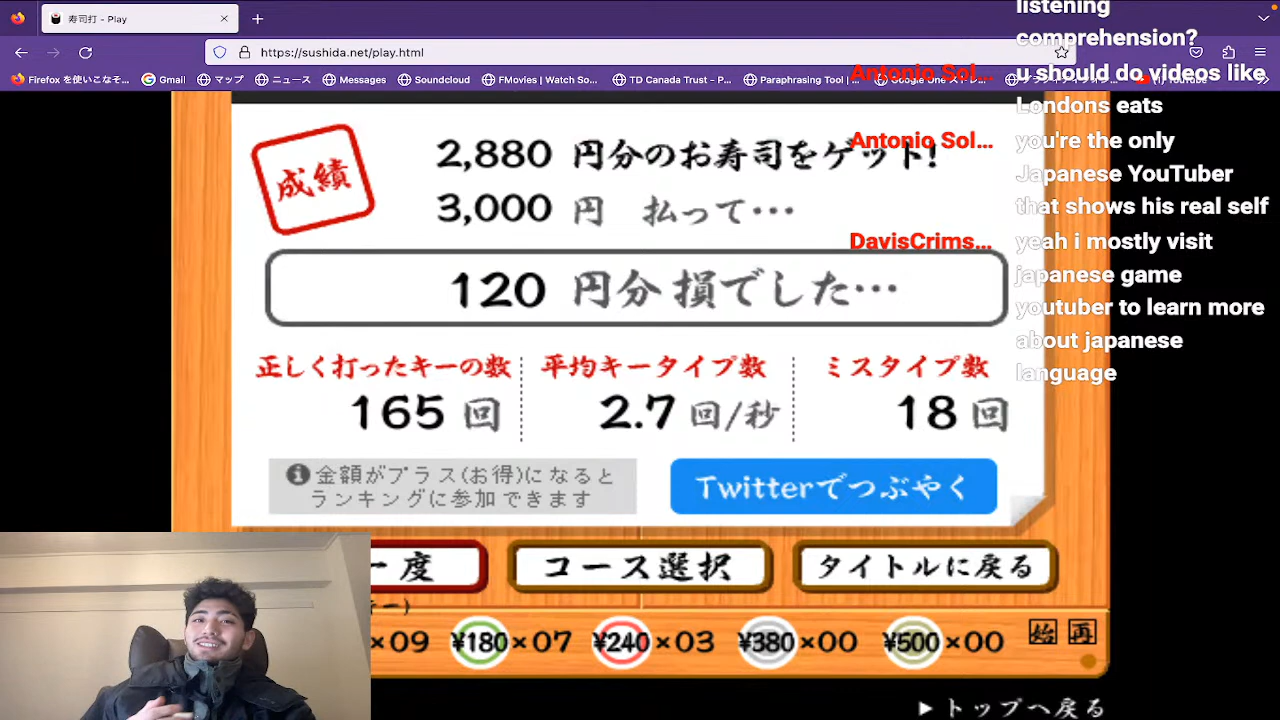 寿司打 - Play
https://sushida.net/play.html
Firefox を使いこなそ...
Gmail
マップ
ニュース
Messages
Soundcloud
FMovies | Watch So...
TD Canada Trust - P...
Paraphrasing Tool | ...
成績
2,880 円分のお寿司をゲット!
3,000 円 払って…
120 円分 損でした…
正しく打ったキーの数
平均キータイプ数
ミスタイプ数
165 回
2.7 回/秒
18 回
金額がプラス(お得)になると
ランキングに参加できます
Twitterでつぶやく
一度
コース選択
タイトルに戻る
×09
¥180×07
¥240×03
¥380×00
¥500×00
始 再
▶トップへ戻る
listening
comprehension?
Antonio Sol...
u should do videos like
Londons eats
Antonio Sol...
you're the only
Japanese YouTuber
that shows his real self
DavisCrims...
yeah i mostly visit
japanese game
youtuber to learn more
about japanese
language